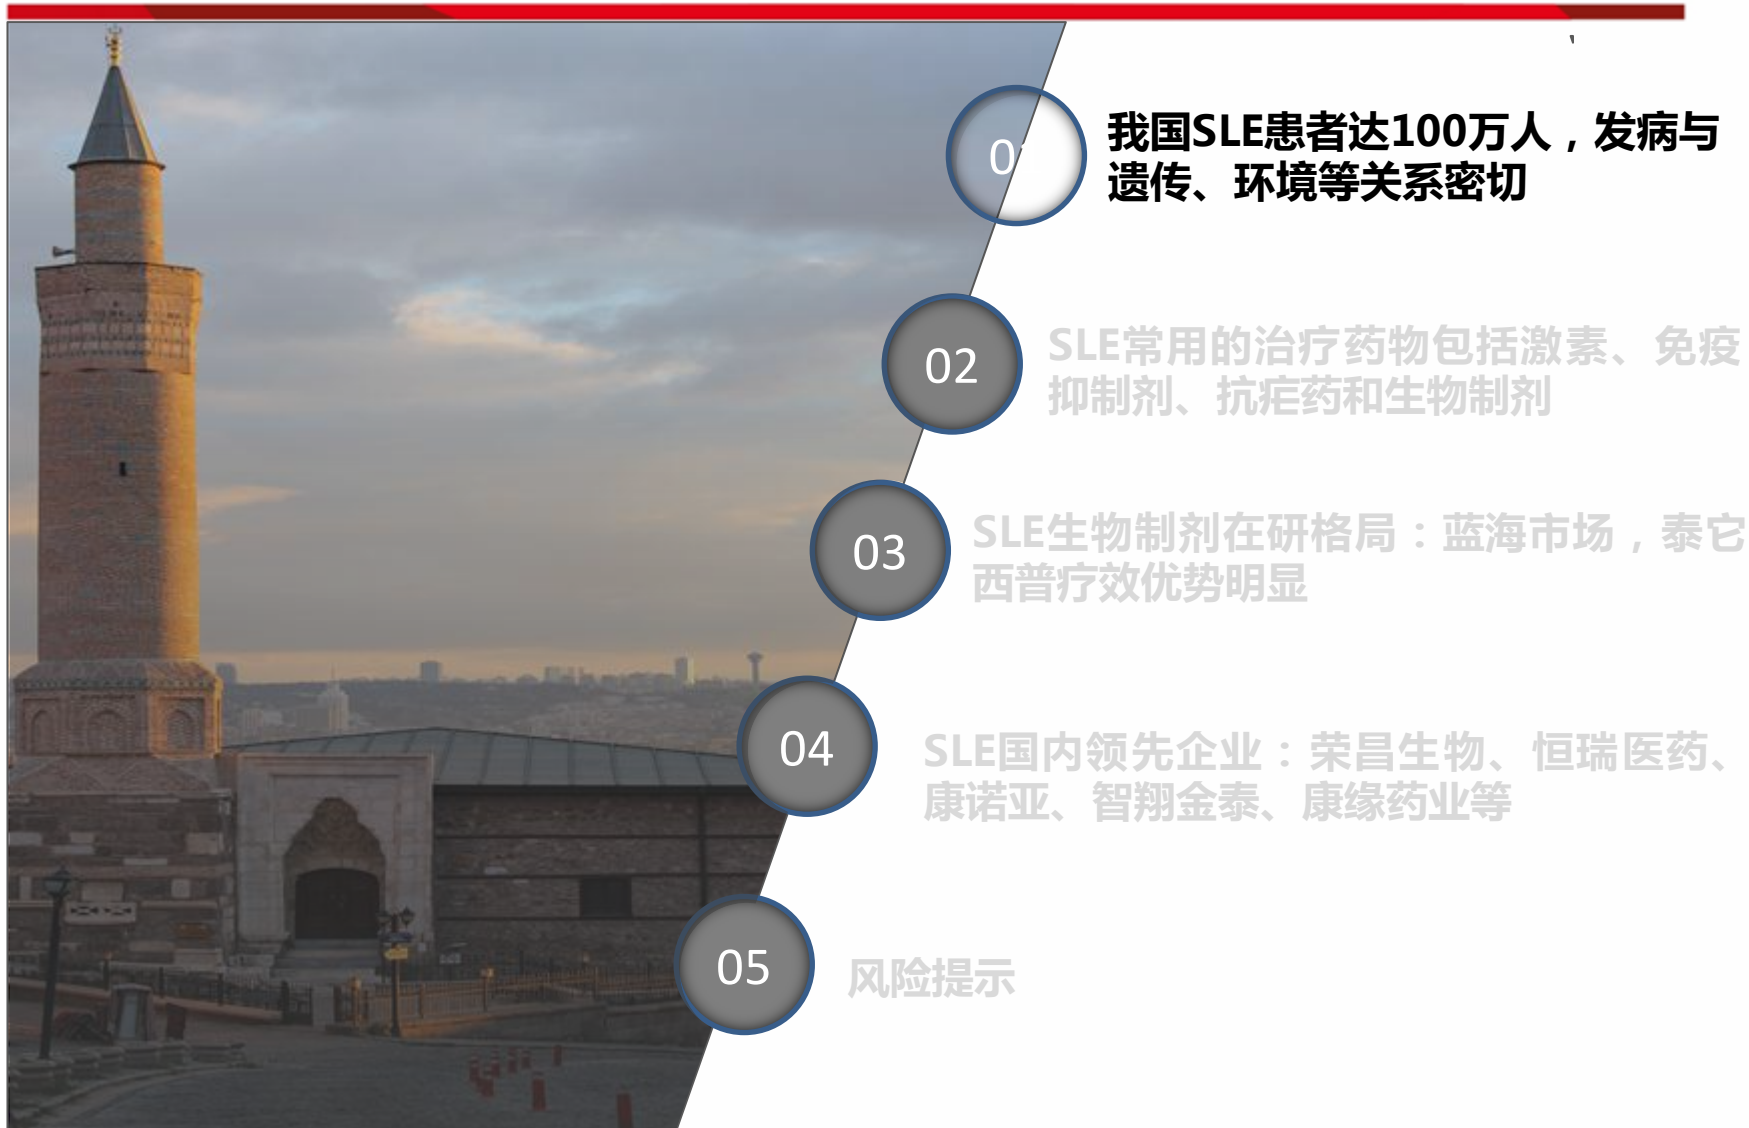 01
我国SLE患者达100万人，发病与
遗传、环境等关系密切
02
SLE常用的治疗药物包括激素、免疫
抑制剂、抗疟药和生物制剂
03
SLE生物制剂在研格局：蓝海市场，泰它
西普疗效优势明显
04
SLE国内领先企业：荣昌生物、恒瑞医药、
康诺亚、智翔金泰、康缘药业等
05
风险提示